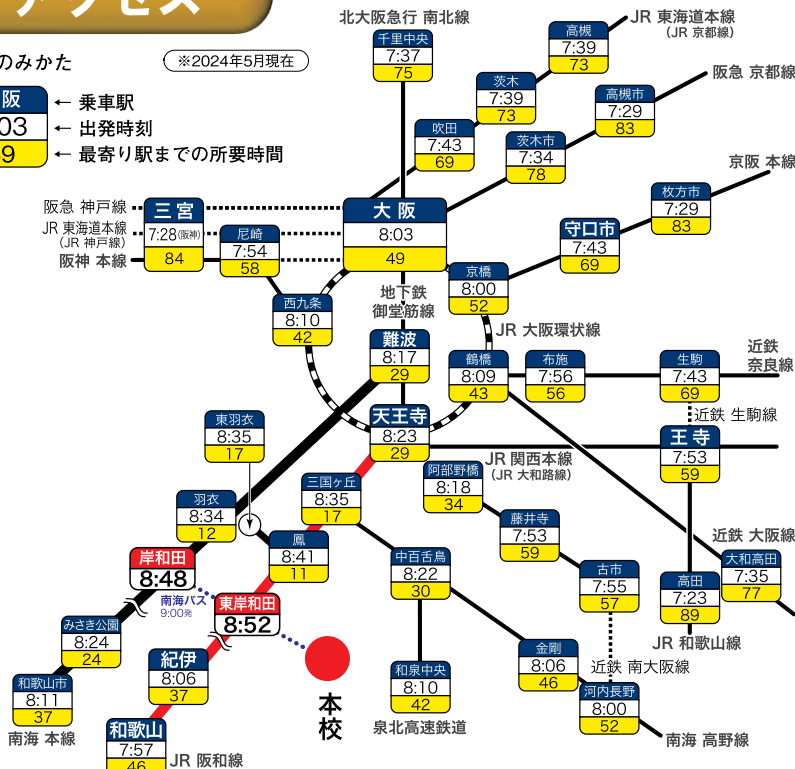 アクセス
のみかた
※2024年5月現在
阪
03
9
← 乗車駅
← 出発時刻
← 最寄り駅までの所要時間
北大阪急行 南北線
千里中央
7:37
75
高槻
7:39
73
JR 東海道本線
(JR 京都線)
茨木
7:39
73
阪急 京都線
高槻市
7:29
83
吹田
7:43
69
茨木市
7:34
78
京阪 本線
枚方市
7:29
83
守口市
7:43
69
阪急 神戸線
JR 東海道本線
(JR 神戸線)
阪神 本線
三宮
7:28(阪神)
84
尼崎
7:54
58
大阪
8:03
49
京橋
8:00
52
西九条
8:10
42
地下鉄
御堂筋線
JR 大阪環状線
難波
8:17
29
鶴橋
8:09
43
布施
7:56
56
生駒
7:43
69
近鉄
奈良線
近鉄 生駒線
東羽衣
8:35
17
天王寺
8:23
29
王寺
7:53
59
JR 関西本線
(JR 大和路線)
三国ヶ丘
8:35
17
阿部野橋
8:18
34
羽衣
8:34
12
藤井寺
7:53
59
鳳
8:41
11
近鉄 大阪線
大和高田
7:35
77
岸和田
8:48
中百舌鳥
8:22
30
古市
7:55
57
高田
7:23
89
南海バス
9:00発
東岸和田
8:52
みさき公園
8:24
24
JR 和歌山線
紀伊
8:06
37
本校
金剛
8:06
46
近鉄 南大阪線
和泉中央
8:10
42
泉北高速鉄道
和歌山市
8:11
37
南海 本線
河内長野
8:00
52
南海 高野線
和歌山
7:57
46
JR 阪和線